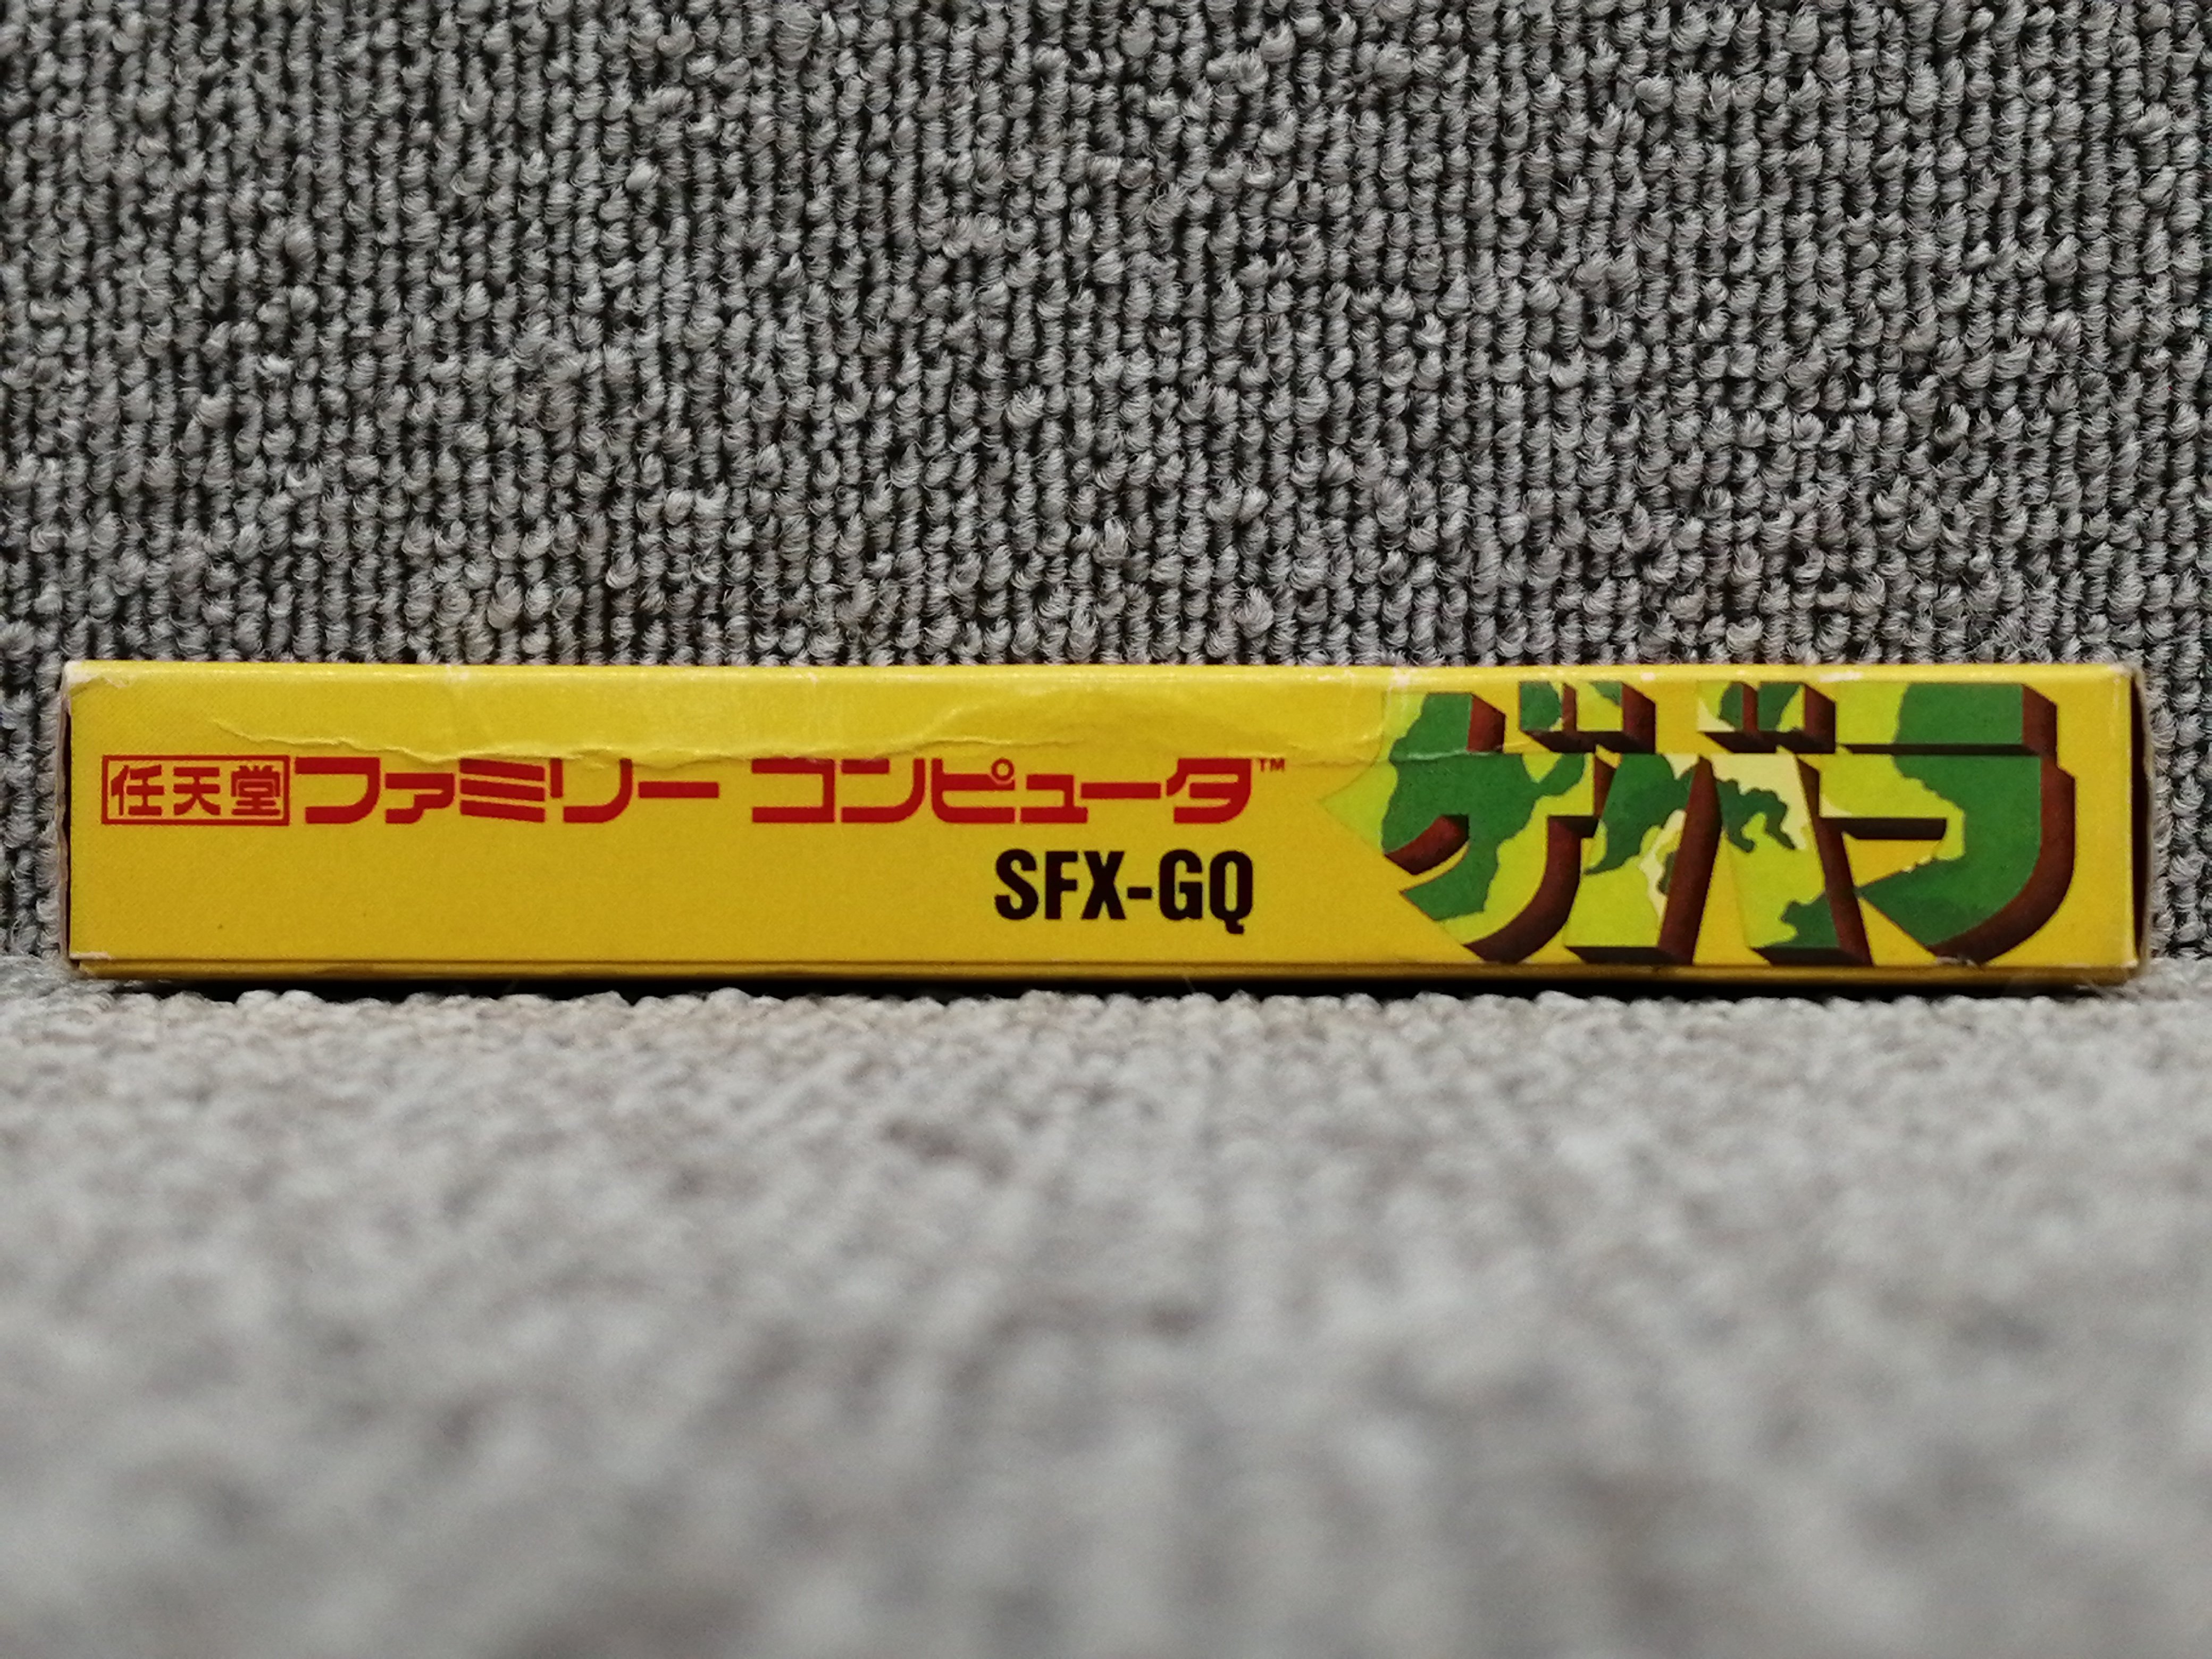 任天堂ファミリー コンピュータ™
SFX-GQ
ゲバラ